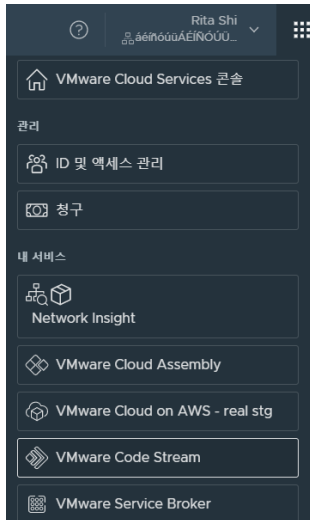 Rita Shi
áéíñóúüÁÉÍÑÓÚÜ...
VMware Cloud Services 콘솔
관리
ID 및 액세스 관리
청구
내 서비스
Network Insight
VMware Cloud Assembly
VMware Cloud on AWS - real stg
VMware Code Stream
VMware Service Broker